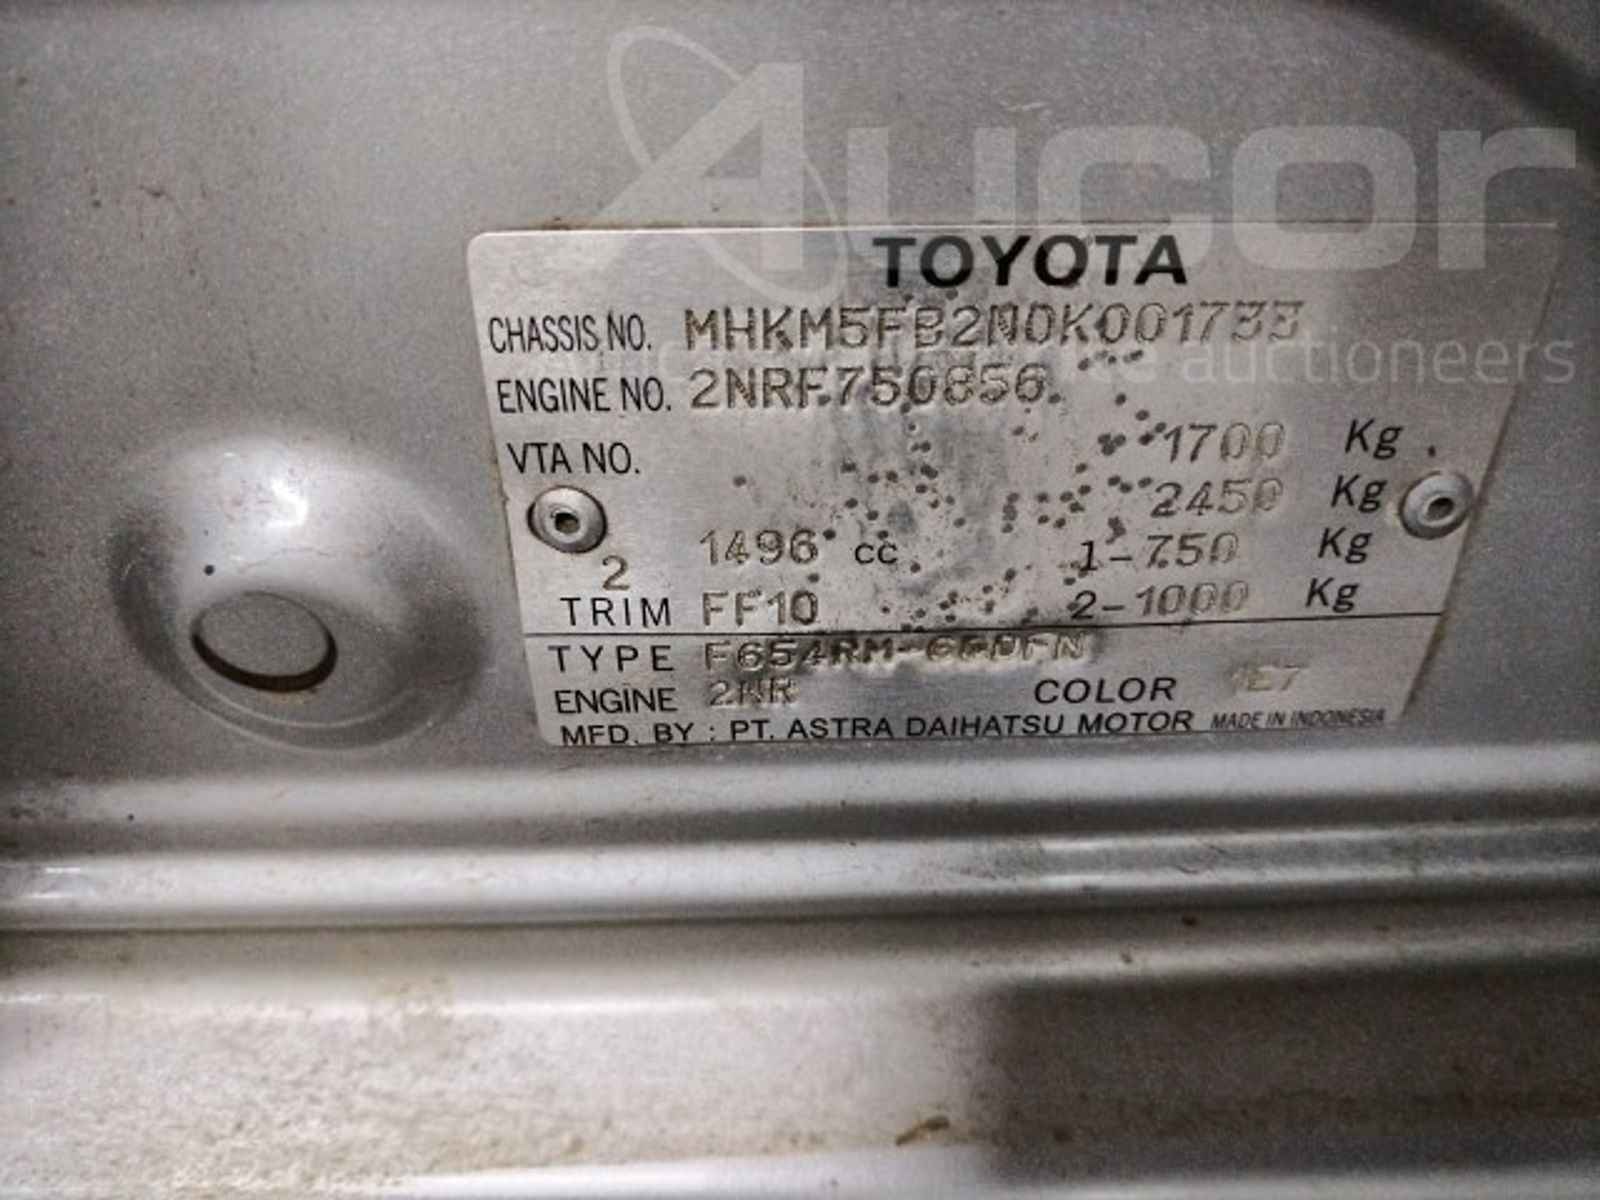 Aucor
auctioneers
TOYOTA
CHASSIS NO. MHKM5FB2N0K001733
ENGINE NO. 2NRF750856
VTA NO. 1700 Kg
2450 Kg
2 1496 cc 1-750 Kg
TRIM FF10 2-1000 Kg
TYPE
ENGINE 2NR COLOR 1E7
MFD. BY : PT. ASTRA DAIHATSU MOTOR MADE IN INDONESIA